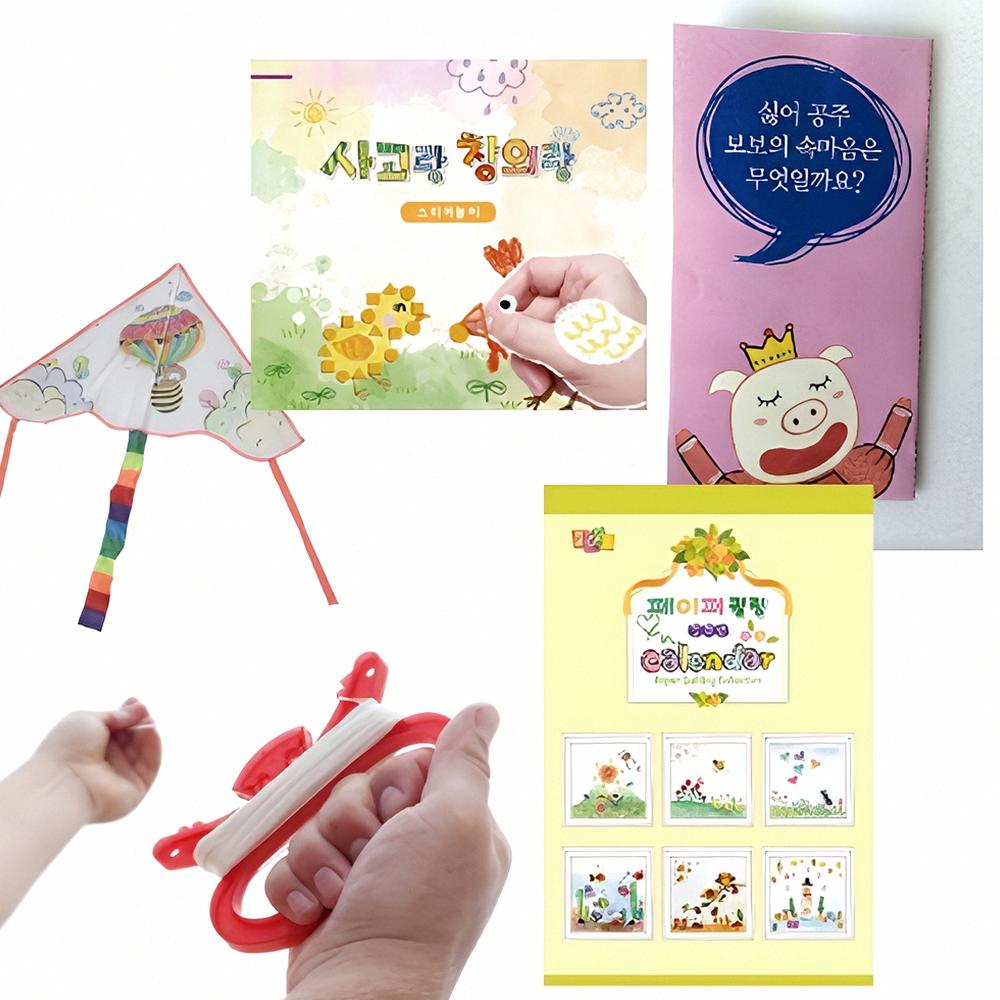 사고랑 창의랑
스티커놀이
싫어 공주
보보의 속마음은
무엇일까요?
페이퍼 퀼링
calendar